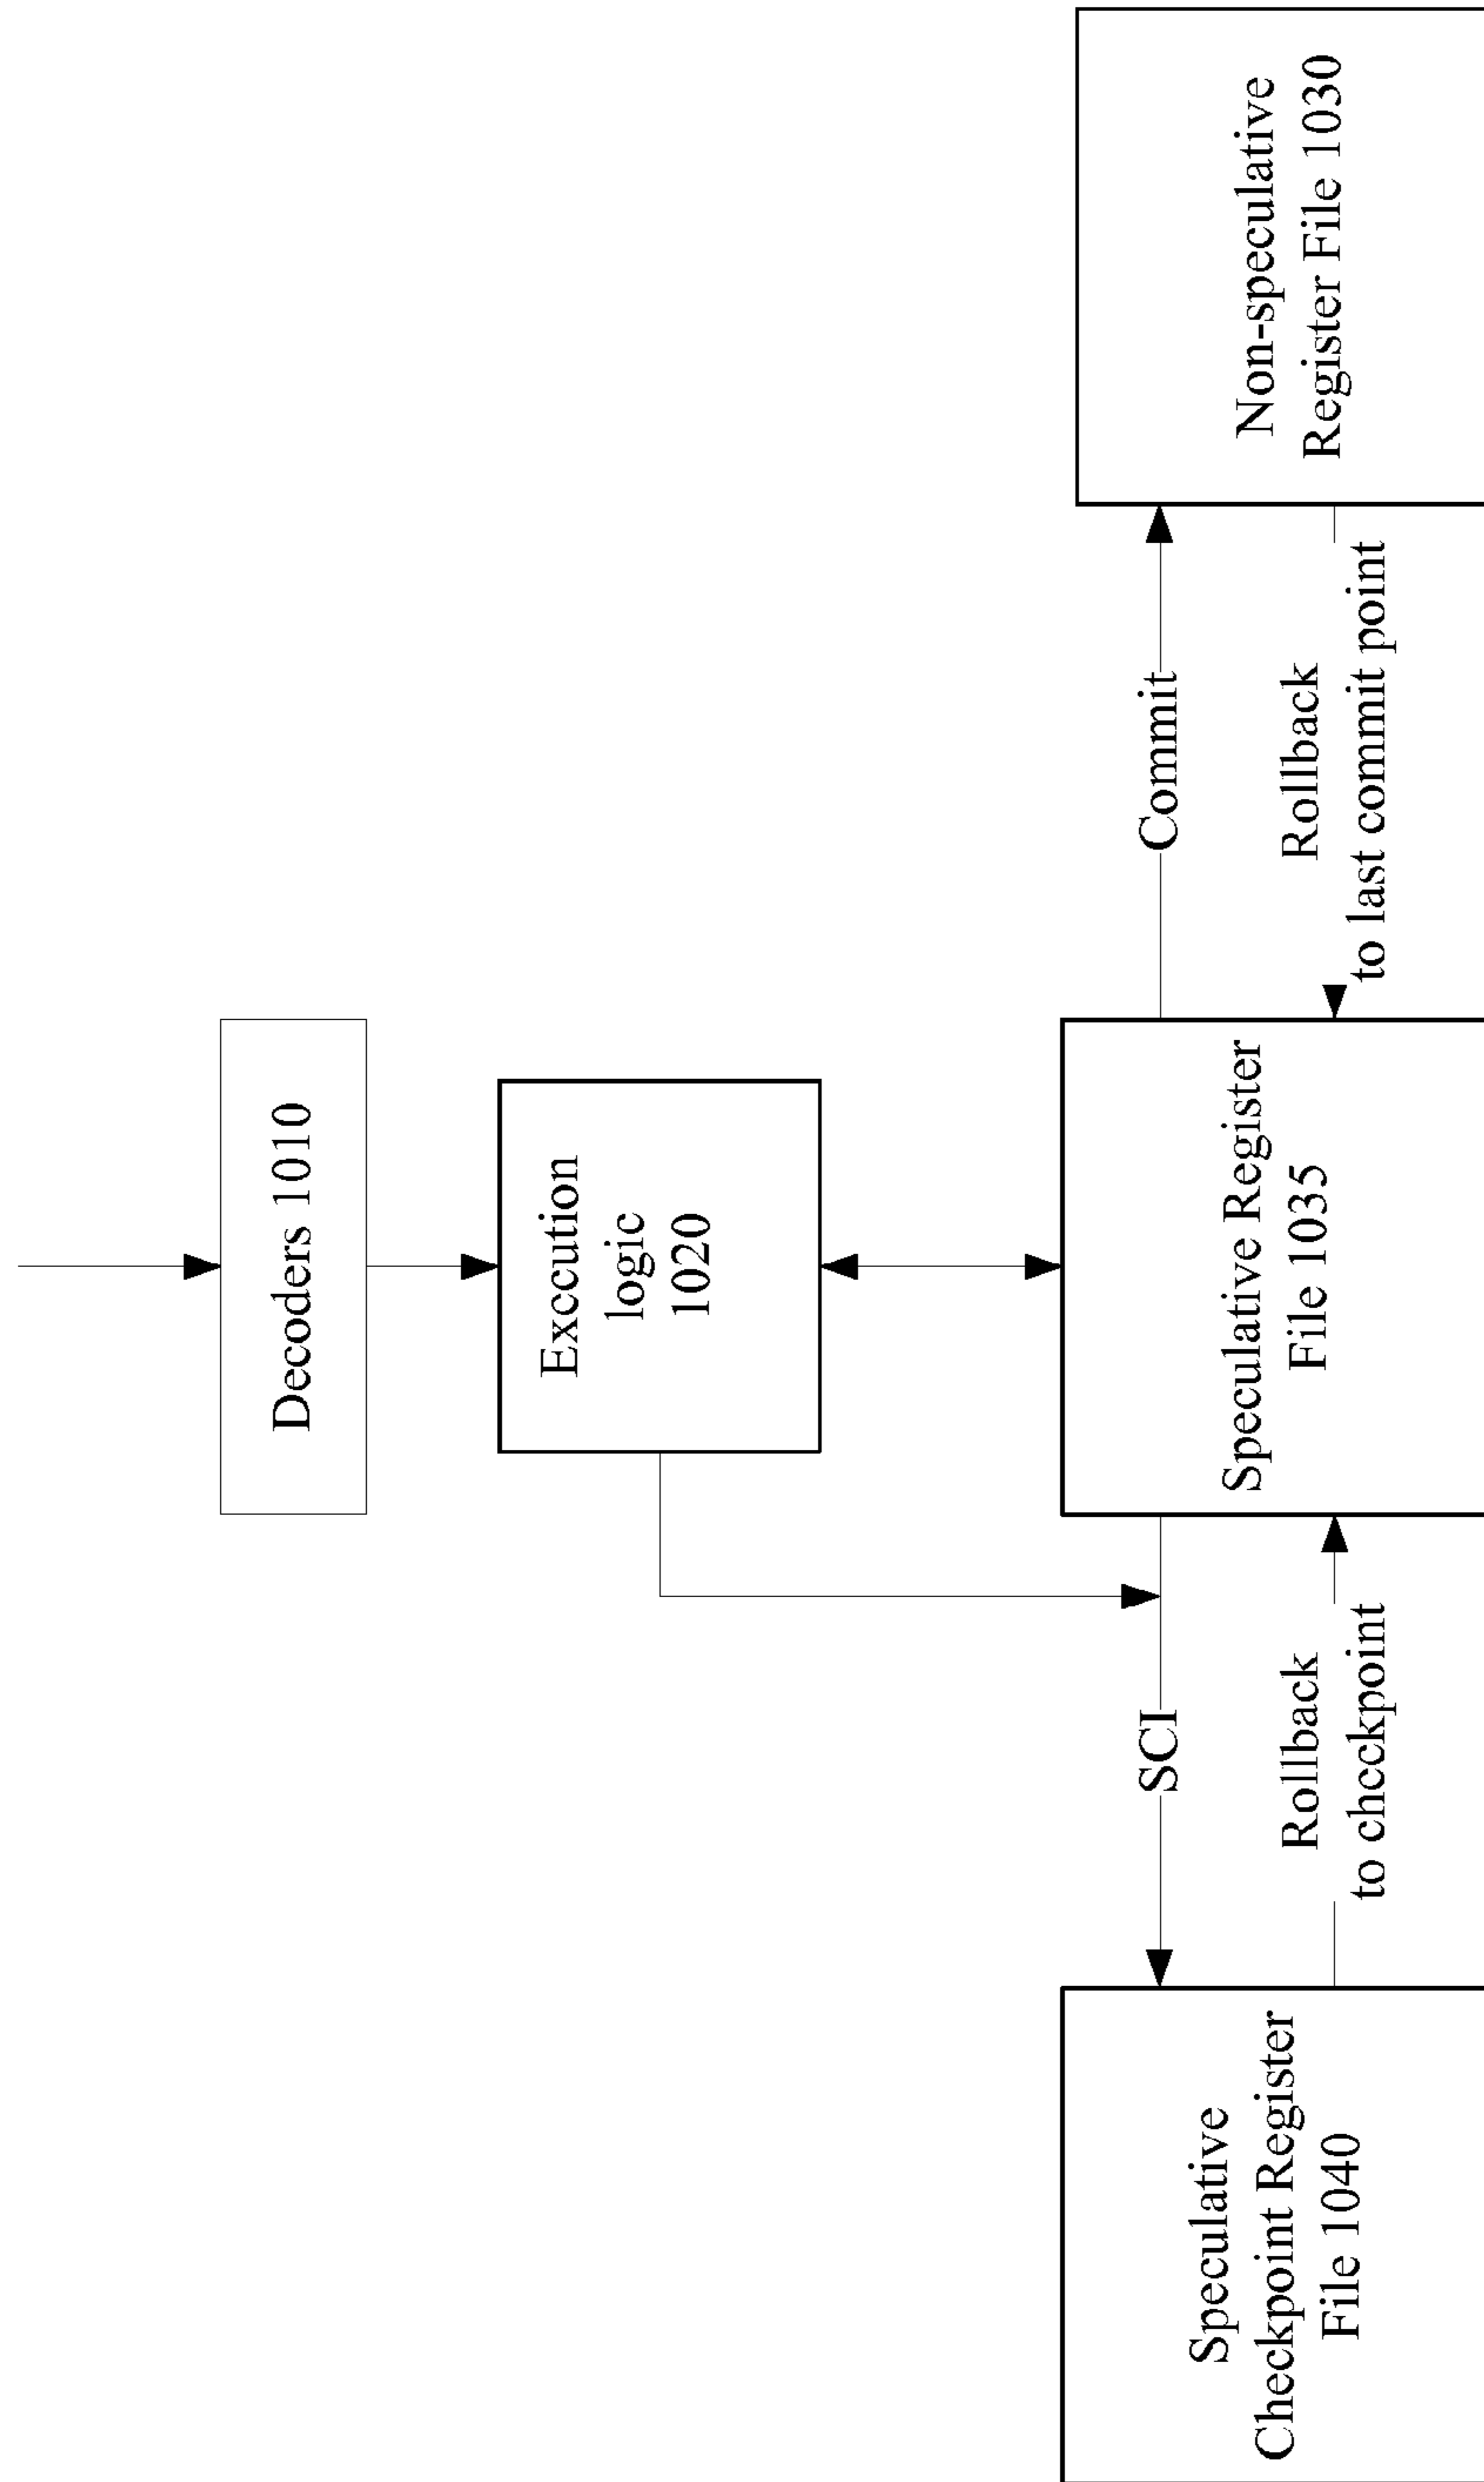 Decoders 1010
Execution
logic
1020
SCI
Commit
Speculative
Checkpoint Register
File 1040
Rollback
to checkpoint
Speculative Register
File 1035
Rollback
to last commit point
Non-speculative
Register File 1030